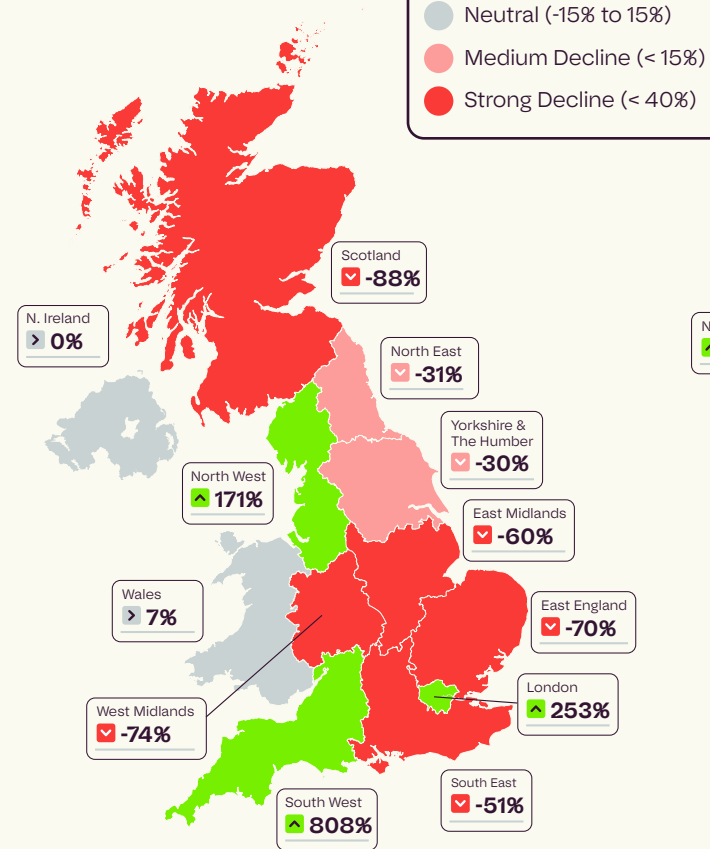 Neutral (-15% to 15%)
Medium Decline (< 15%)
Strong Decline (< 40%)
Scotland
-88%
N. Ireland
0%
North East
-31%
Yorkshire &
The Humber
-30%
North West
171%
East Midlands
-60%
Wales
7%
East England
-70%
London
253%
West Midlands
-74%
South East
-51%
South West
808%